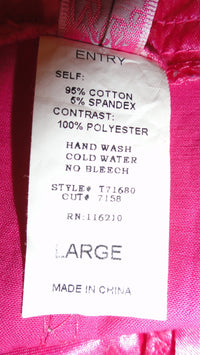 ENTRY
SELF:
95% COTTON
5% SPANDEX
CONTRAST:
100% POLYESTER
HAND WASH
COLD WATER
NO BLEECH
STYLE# T71680
CUT# 7158
RN:116210
LARGE
MADE IN CHINA